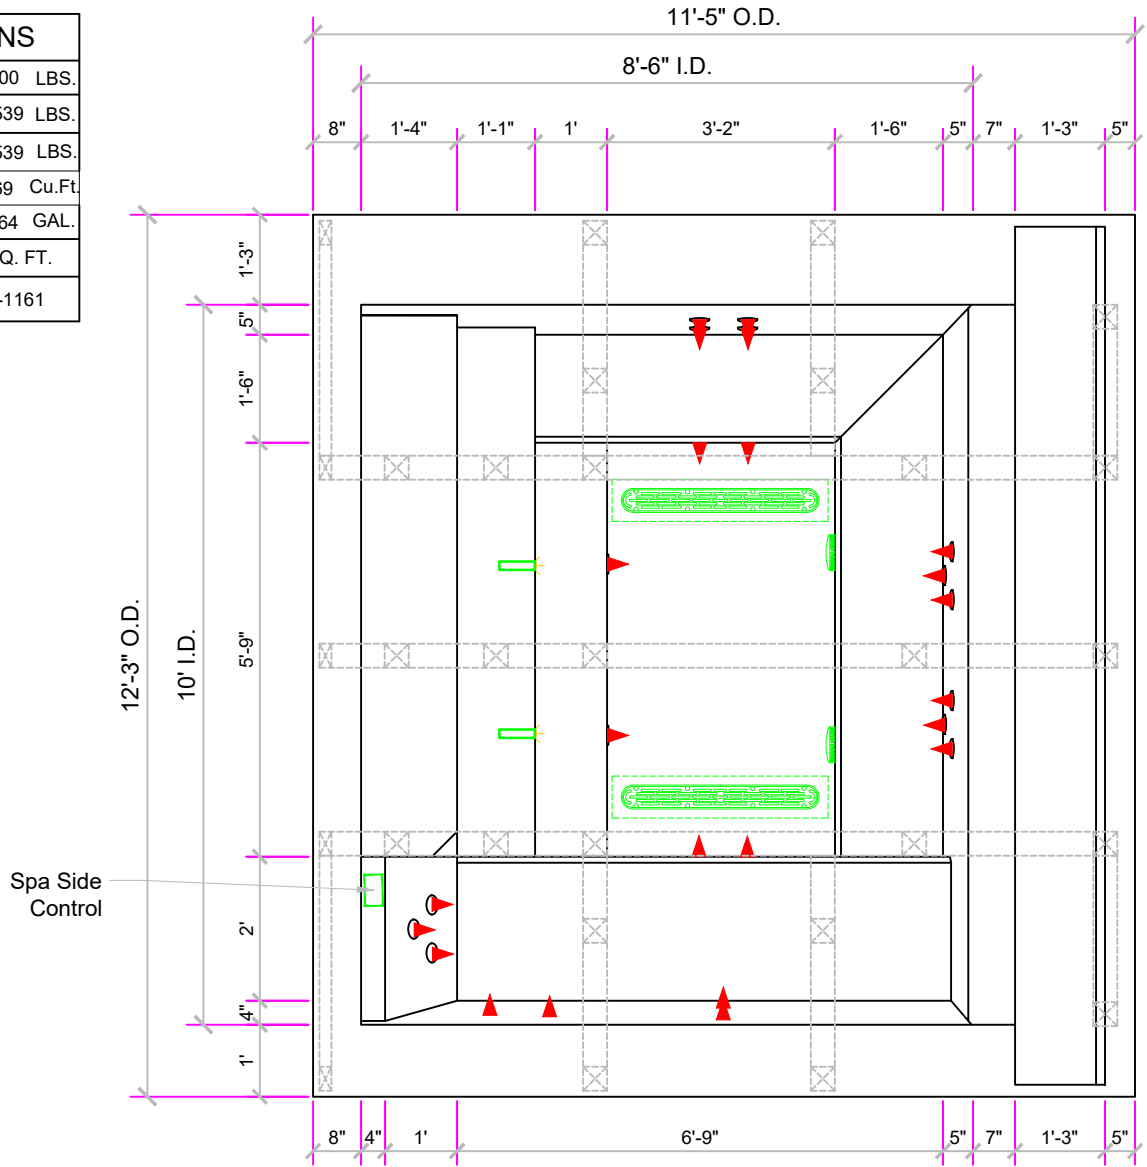 NS
00 LBS.
539 LBS.
539 LBS.
69 Cu.Ft.
64 GAL.
Q. FT.
-1161
11'-5" O.D.
8'-6" I.D.
8" 1'-4" 1'-1" 1' 3'-2" 1'-6" 5" 7" 1'-3" 5"
12'-3" O.D.
10' I.D.
1'-3"
5"
1'-6"
5'-9"
2'
4"
1'
Spa Side
Control
8" 4" 1' 6'-9" 5" 7" 1'-3" 5"